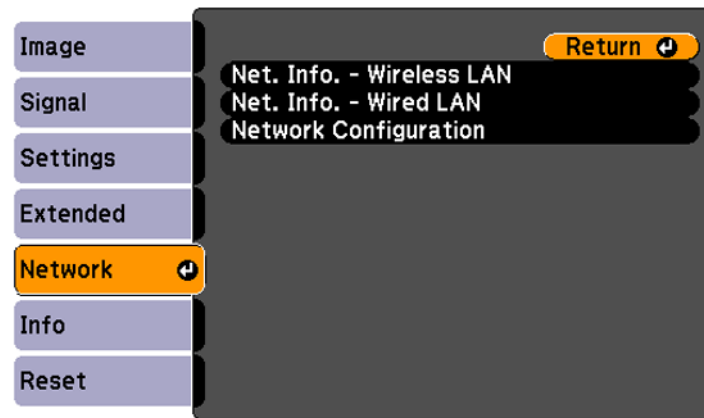 Image
Signal
Settings
Extended
Network
Info
Reset
Return
Net. Info. - Wireless LAN
Net. Info. - Wired LAN
Network Configuration